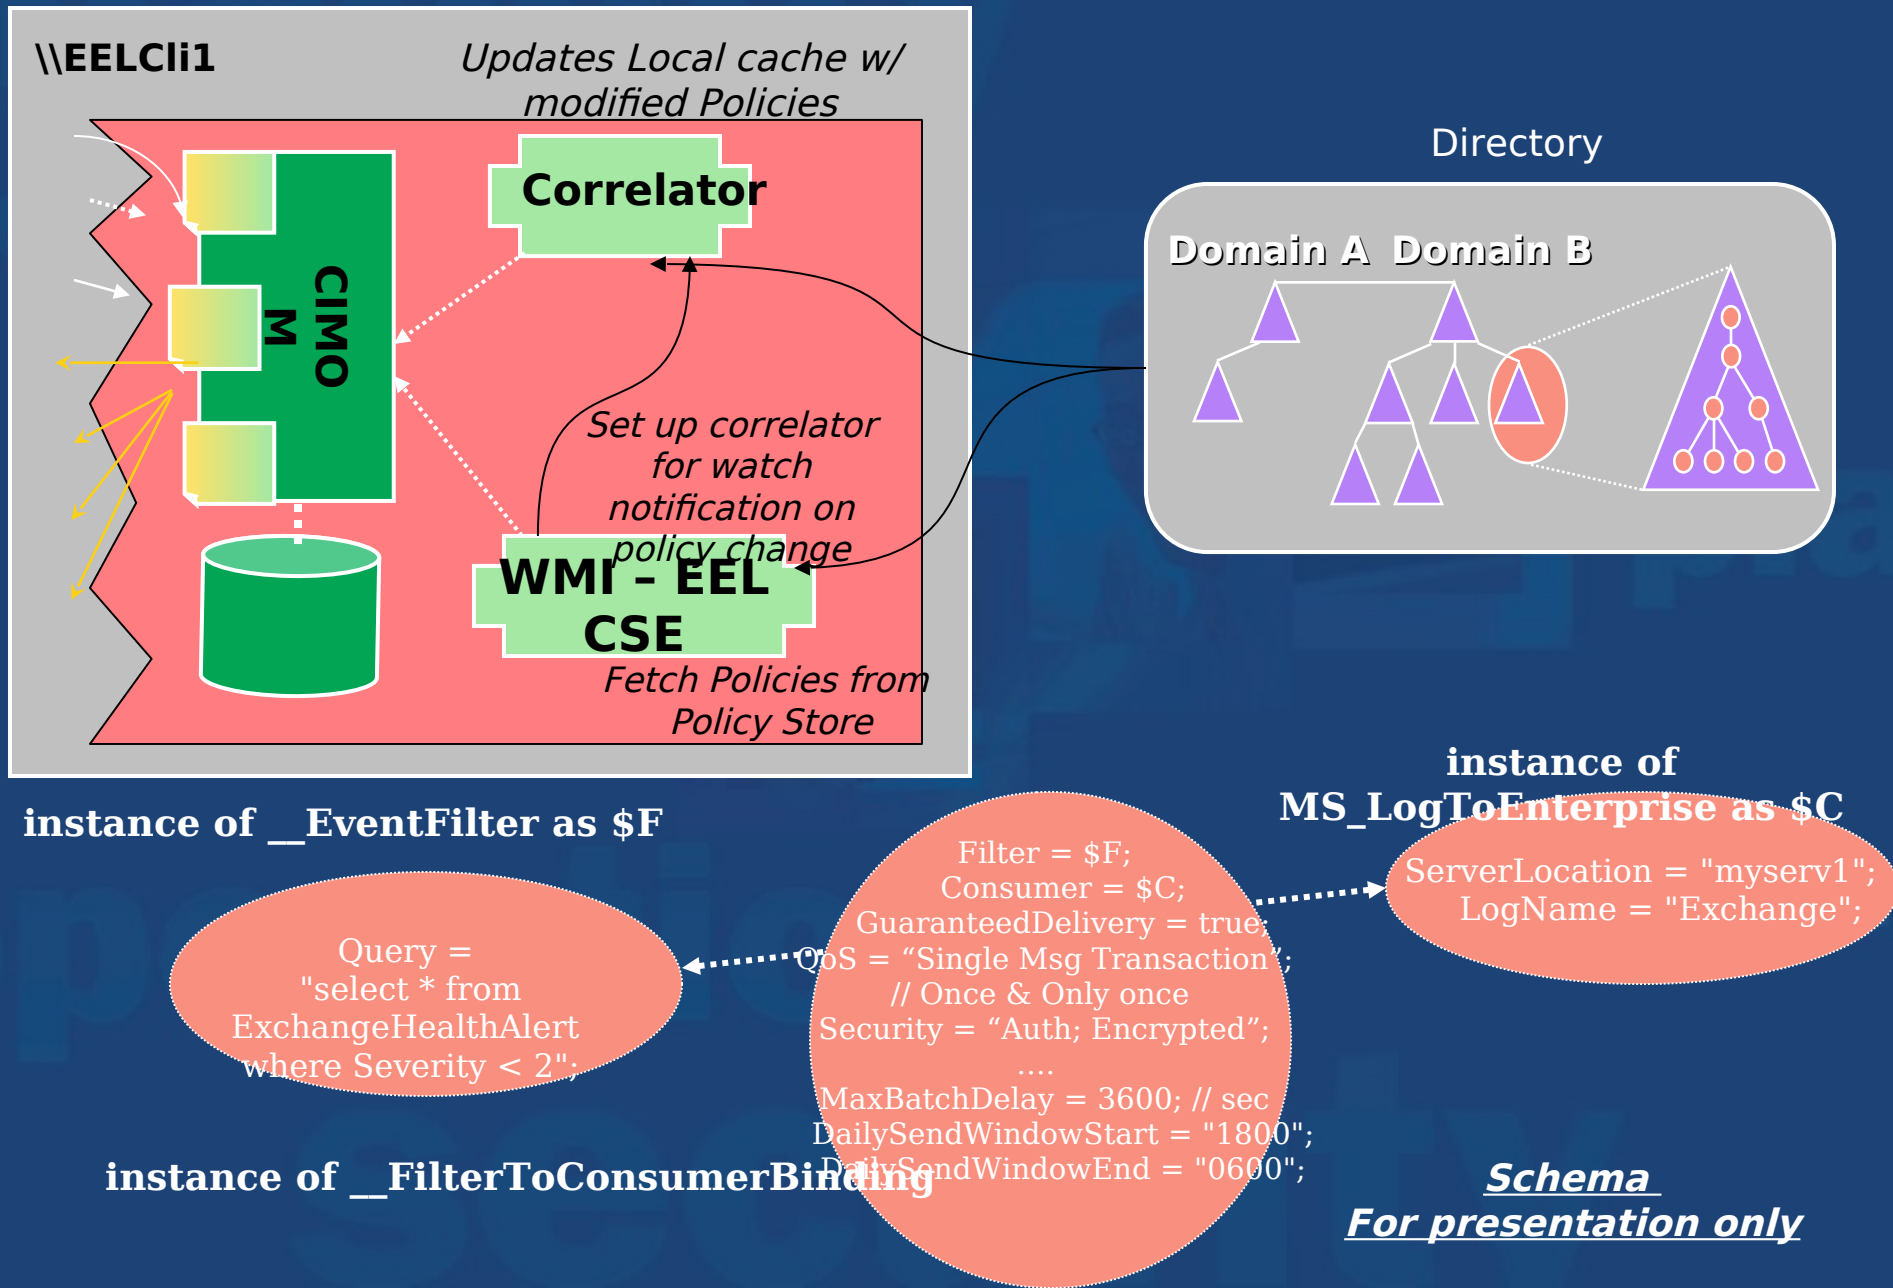 \\EELCli1
Updates Local cache w/
modified Policies
Correlator
CIMO
M
Set up correlator
for watch
notification on
policy change
WMI – EEL
CSE
Fetch Policies from
Policy Store
Directory
Domain A Domain B
instance of __EventFilter as $F
Query =
"select * from
ExchangeHealthAlert
where Severity < 2";
Filter = $F;
Consumer = $C;
GuaranteedDelivery = true;
QoS = “Single Msg Transaction”;
// Once & Only once
Security = “Auth; Encrypted”;
....
MaxBatchDelay = 3600; // sec
DailySendWindowStart = "1800";
DailySendWindowEnd = "0600";
instance of __FilterToConsumerBinding
instance of
MS_LogToEnterprise as $C
ServerLocation = "myserv1";
LogName = "Exchange";
Schema
For presentation only
security